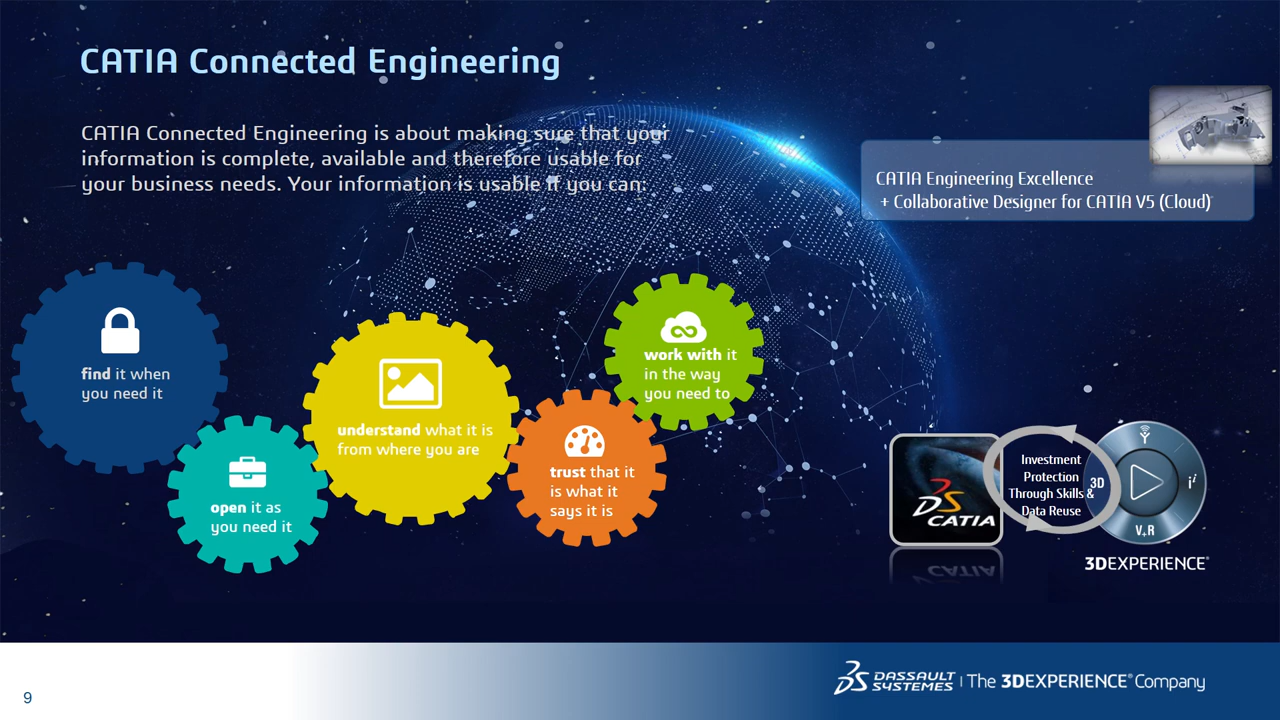 CATIA Connected Engineering
CATIA Connected Engineering is about making sure that your
information is complete, available and therefore usable for
your business needs. Your information is usable if you can:
CATIA Engineering Excellence
+ Collaborative Designer for CATIA V5 (Cloud)
find it when
you need it
open it as
you need it
understand what it is
from where you are
trust that it
is what it
says it is
work with it
in the way
you need to
DS
CATIA
Investment
Protection
Through Skills &
Data Reuse
3D
i
V+R
3DEXPERIENCE®
9
DS DASSAULT
SYSTEMES | The 3DEXPERIENCE® Company